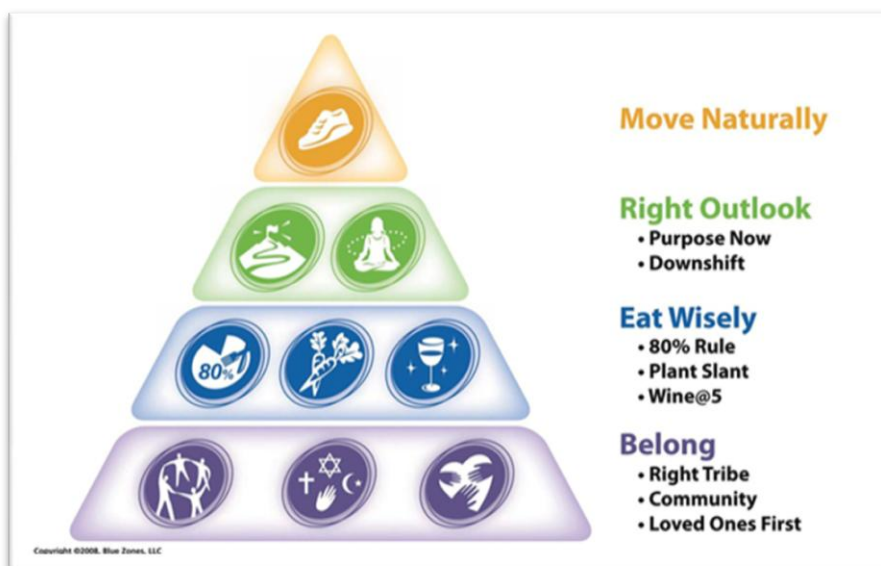 Move Naturally
Right Outlook
• Purpose Now
• Downshift
Eat Wisely
• 80% Rule
• Plant Slant
• Wine@5
Belong
• Right Tribe
• Community
• Loved Ones First
80%
Copyright ©2008, Blue Zones, LLC